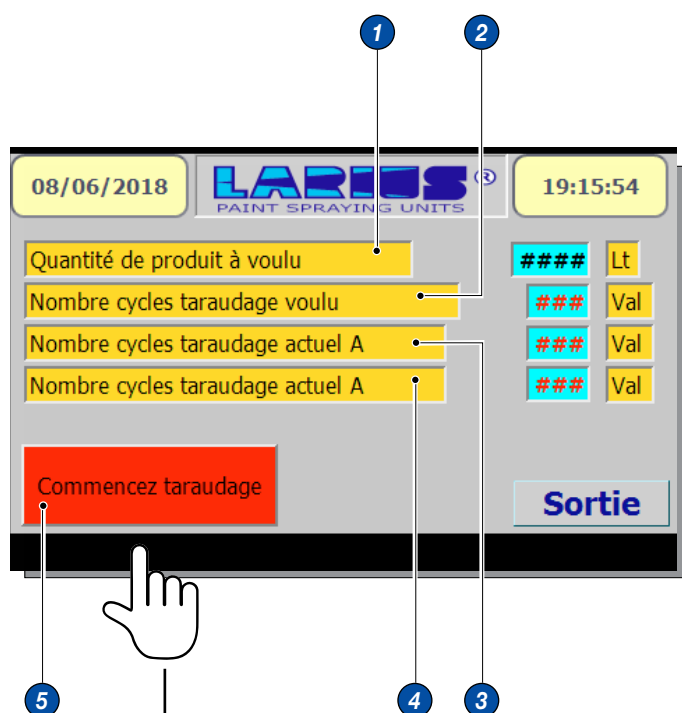 1 2
08/06/2018
LARIUS ®
PAINT SPRAYING UNITS
19:15:54
Quantité de produit à voulu #### Lt
Nombre cycles taraudage voulu ### Val
Nombre cycles taraudage actuel A ### Val
Nombre cycles taraudage actuel A ### Val
Commencez taraudage
Sortie
5 4 3